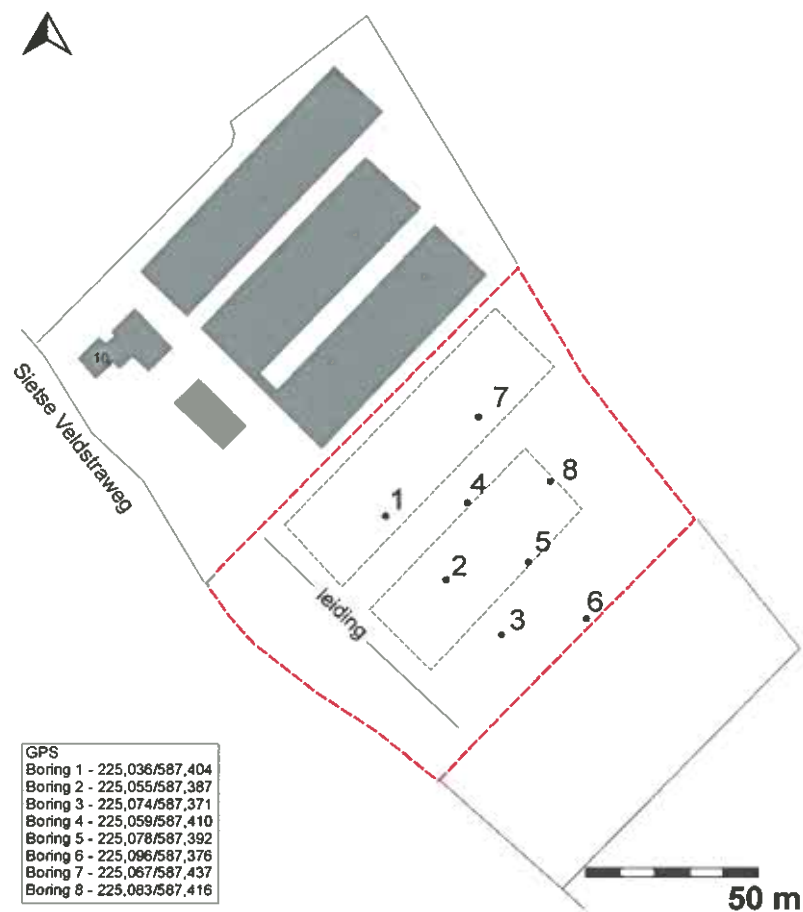 10
Sietse Veldstraweg
7
8
4
1
5
2
6
3
leiding
GPS
Boring 1 - 225,036/587,404
Boring 2 - 225,055/587,387
Boring 3 - 225,074/587,371
Boring 4 - 225,059/587,410
Boring 5 - 225,078/587,392
Boring 6 - 225,096/587,376
Boring 7 - 225,067/587,437
Boring 8 - 225,083/587,416
50 m